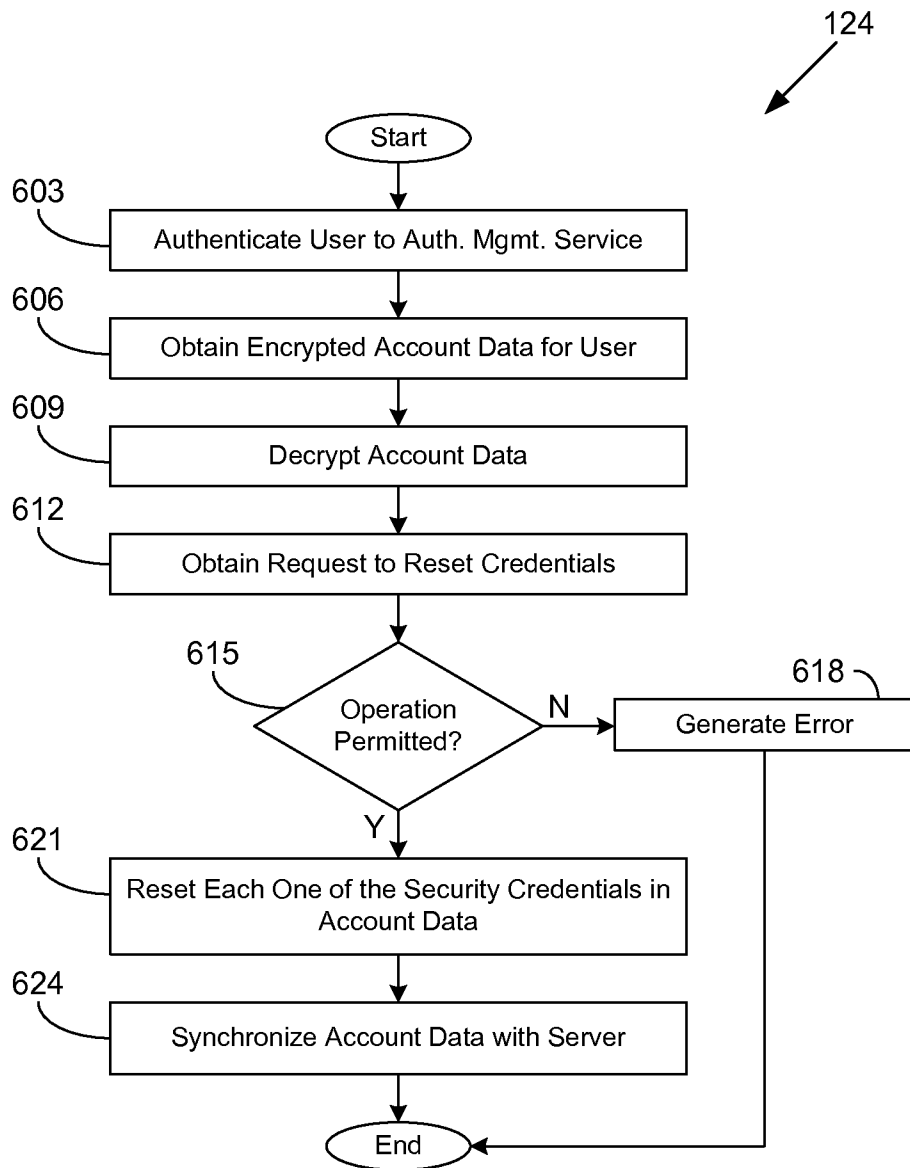 124
Start
603
Authenticate User to Auth. Mgmt. Service
606
Obtain Encrypted Account Data for User
609
Decrypt Account Data
612
Obtain Request to Reset Credentials
615
Operation
Permitted?
N
618
Generate Error
Y
621
Reset Each One of the Security Credentials in
Account Data
624
Synchronize Account Data with Server
End